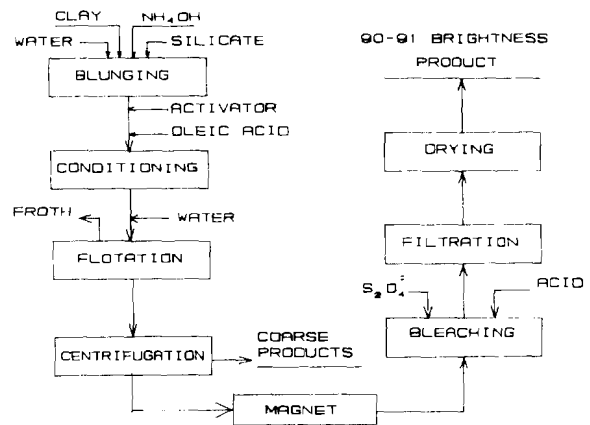 CLAY
NH₄OH
WATER
SILICATE
BLUNGING
ACTIVATOR
OLEIC ACID
CONDITIONING
FROTH
WATER
FLOTATION
CENTRIFUGATION
COARSE
PRODUCTS
MAGNET
90-91 BRIGHTNESS
PRODUCT
DRYING
FILTRATION
S₂O₄⁼
ACID
BLEACHING